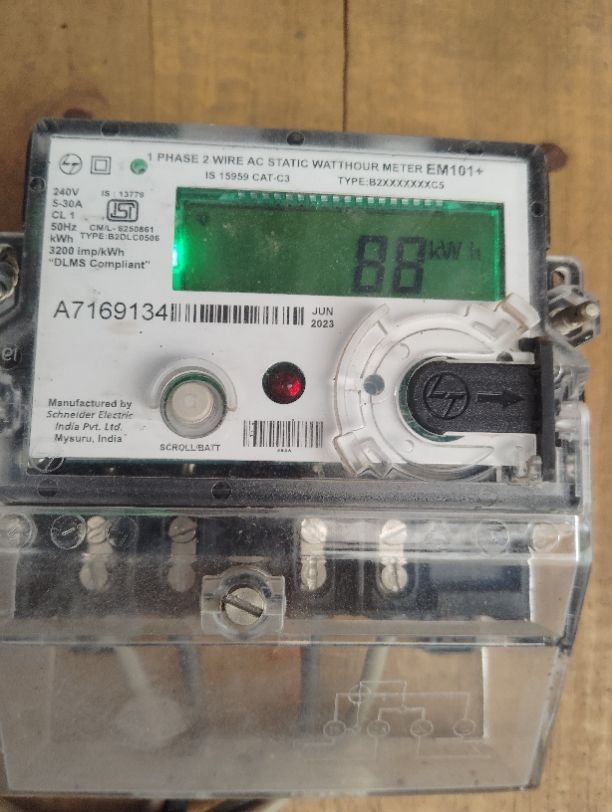 1 PHASE 2 WIRE AC STATIC WATTHOUR METER EM101+
IS 15959 CAT-C3 TYPE:B2XXXXXXXC5
240V IS : 13779
5-30A
CL 1
50Hz CM/L- 6250861
kWh TYPE:B2DLC0506
3200 imp/kWh
"DLMS Compliant"
88 kW h
A7169134
JUN
2023
LT
Manufactured by
Schneider Electric
India Pvt. Ltd.
Mysuru, India
SCROLL/BATT